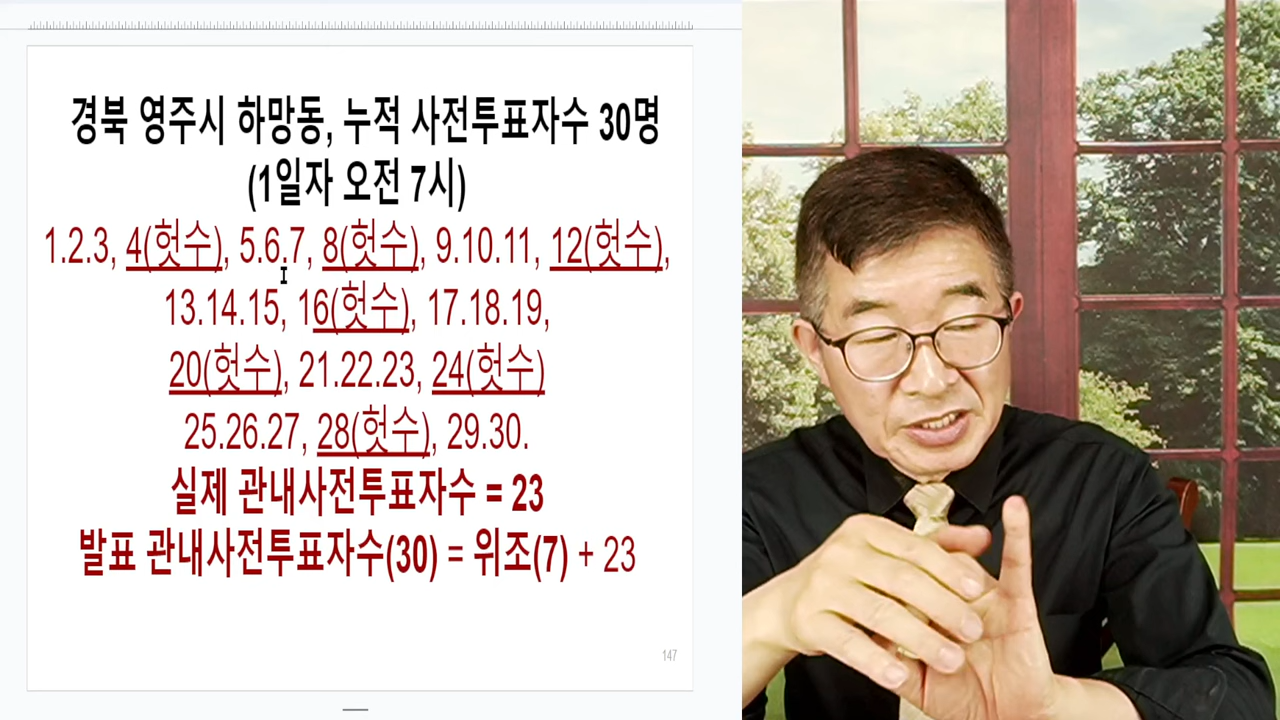 경북 영주시 하망동, 누적 사전투표자수 30명
(1일자 오전 7시)
1.2.3, 4(헛수), 5.6.7, 8(헛수), 9.10.11, 12(헛수),
13.14.15, 16(헛수), 17.18.19,
20(헛수), 21.22.23, 24(헛수)
25.26.27, 28(헛수), 29.30.
실제 관내사전투표자수 = 23
발표 관내사전투표자수(30) = 위조(7) + 23
147